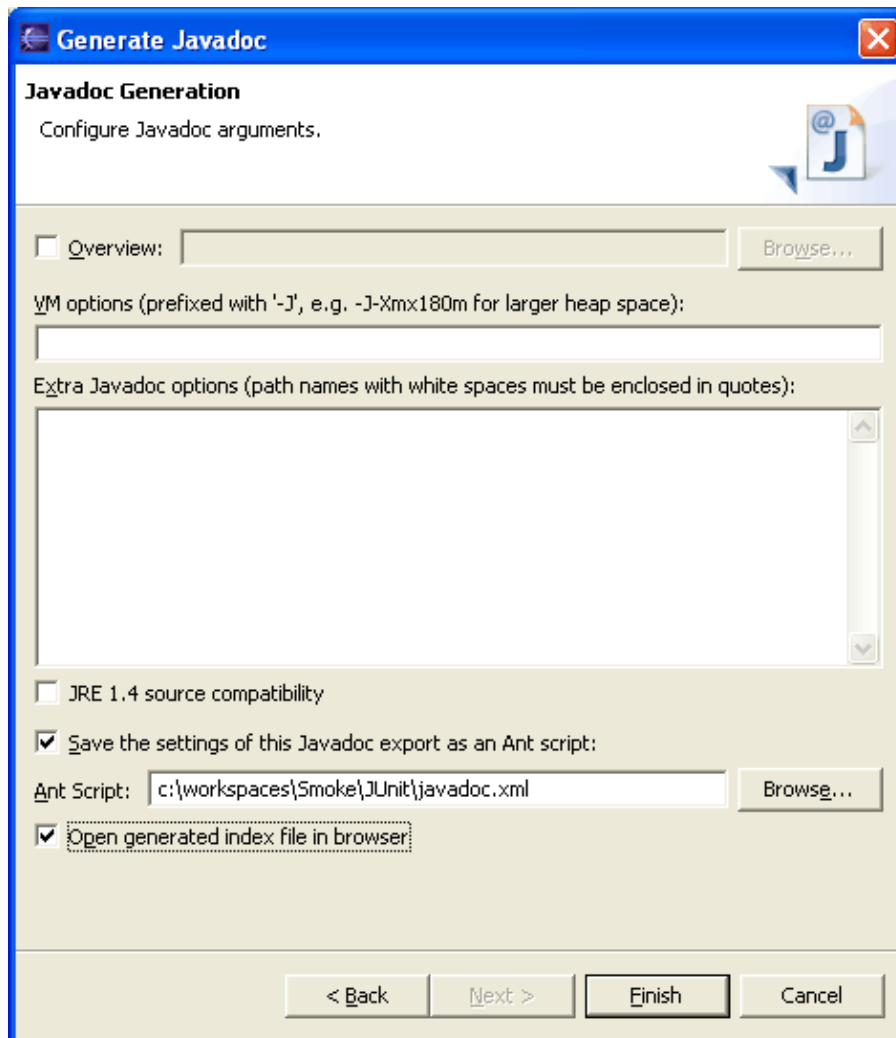 Generate Javadoc
Javadoc Generation
Configure Javadoc arguments.
@
J
Overview:
Browse...
VM options (prefixed with '-J', e.g. -J-Xmx180m for larger heap space):
Extra Javadoc options (path names with white spaces must be enclosed in quotes):
JRE 1.4 source compatibility
Save the settings of this Javadoc export as an Ant script:
Ant Script: c:\workspaces\Smoke\JUnit\javadoc.xml Browse...
Open generated index file in browser
< Back Next > Finish Cancel